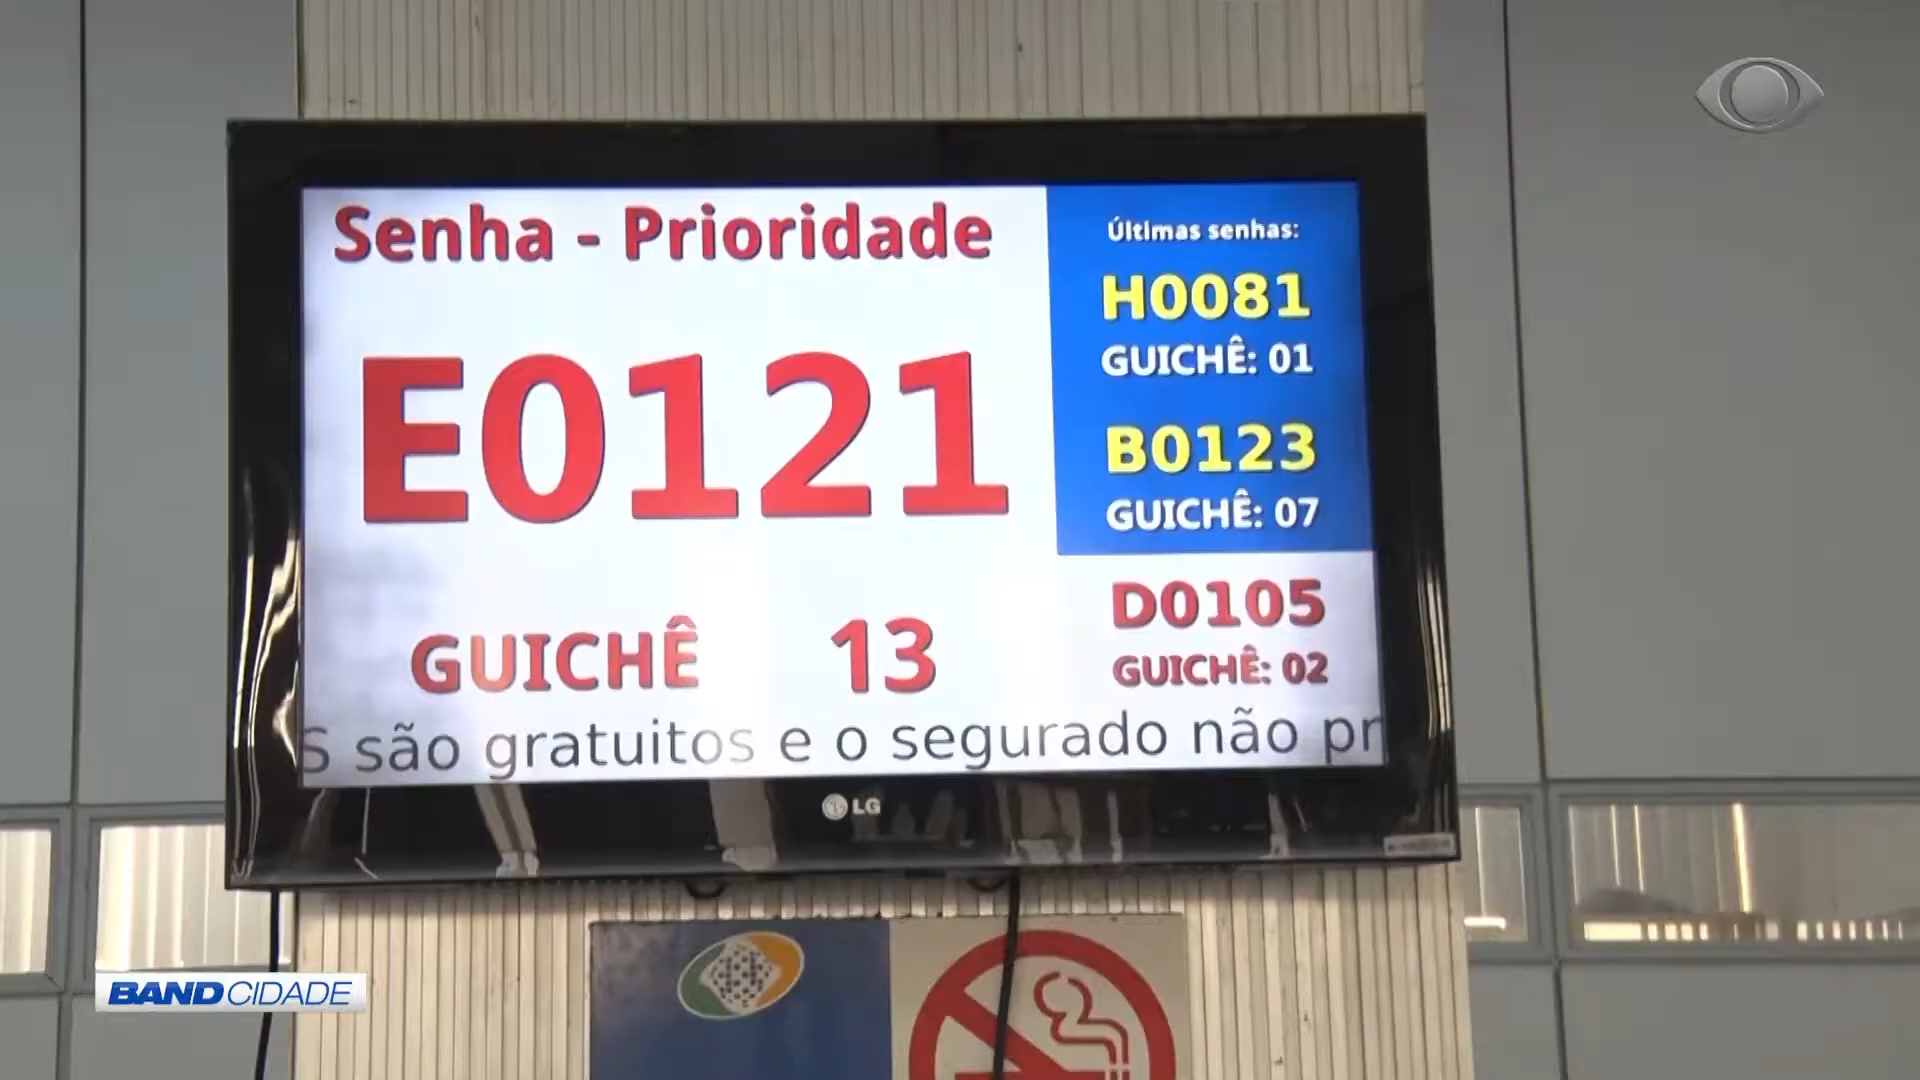 Senha - Prioridade
E0121
GUICHÊ 13
Últimas senhas:
H0081
GUICHÊ: 01
B0123
GUICHÊ: 07
D0105
GUICHÊ: 02
S são gratuitos e o segurado não pr
LG
BAND CIDADE